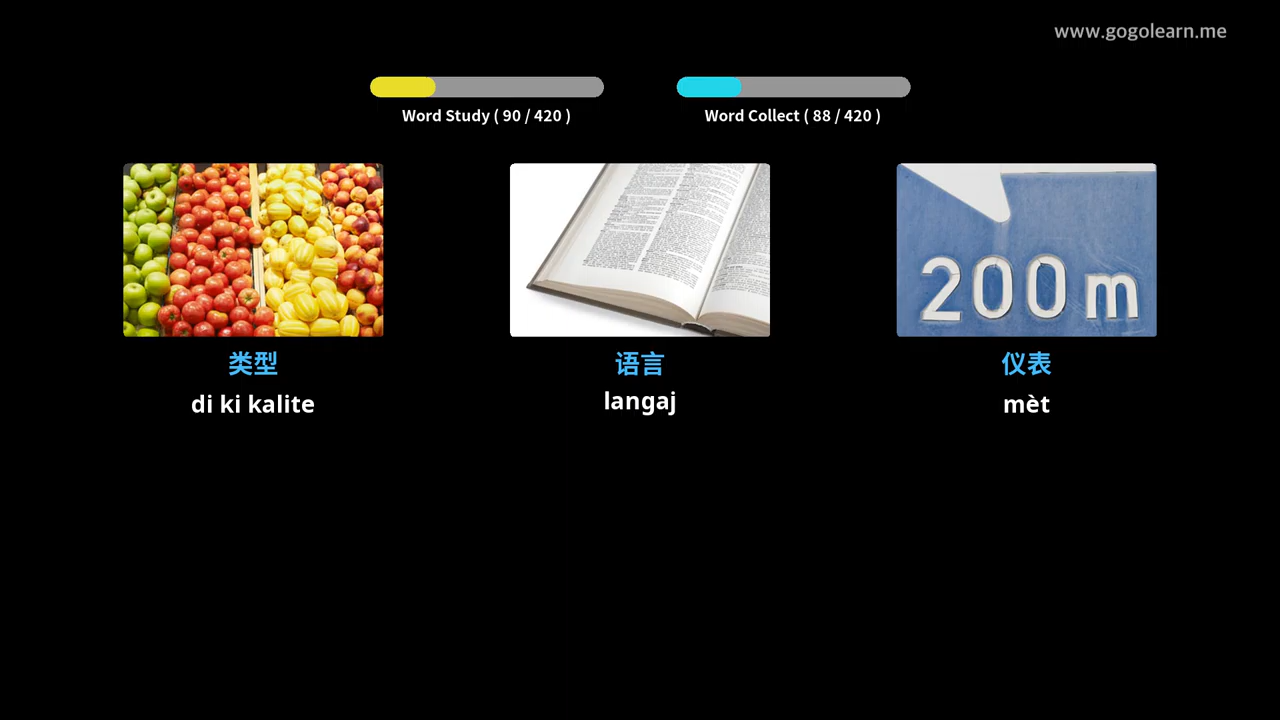 www.gogolearn.me
Word Study ( 90 / 420 )
Word Collect ( 88 / 420 )
200 m
类型
语言
仪表
di ki kalite
langaj
mèt